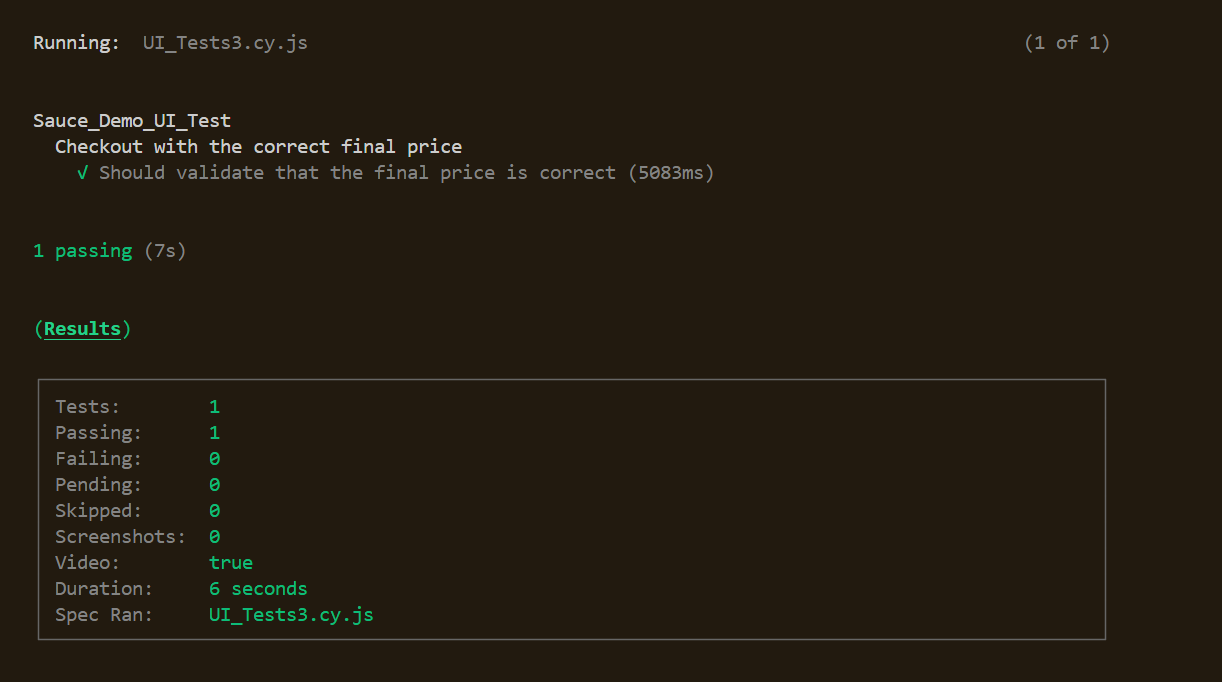 Running: UI_Tests3.cy.js (1 of 1)
Sauce_Demo_UI_Test
Checkout with the correct final price
√ Should validate that the final price is correct (5083ms)
1 passing (7s)
(Results)
Tests: 1
Passing: 1
Failing: 0
Pending: 0
Skipped: 0
Screenshots: 0
Video: true
Duration: 6 seconds
Spec Ran: UI_Tests3.cy.js